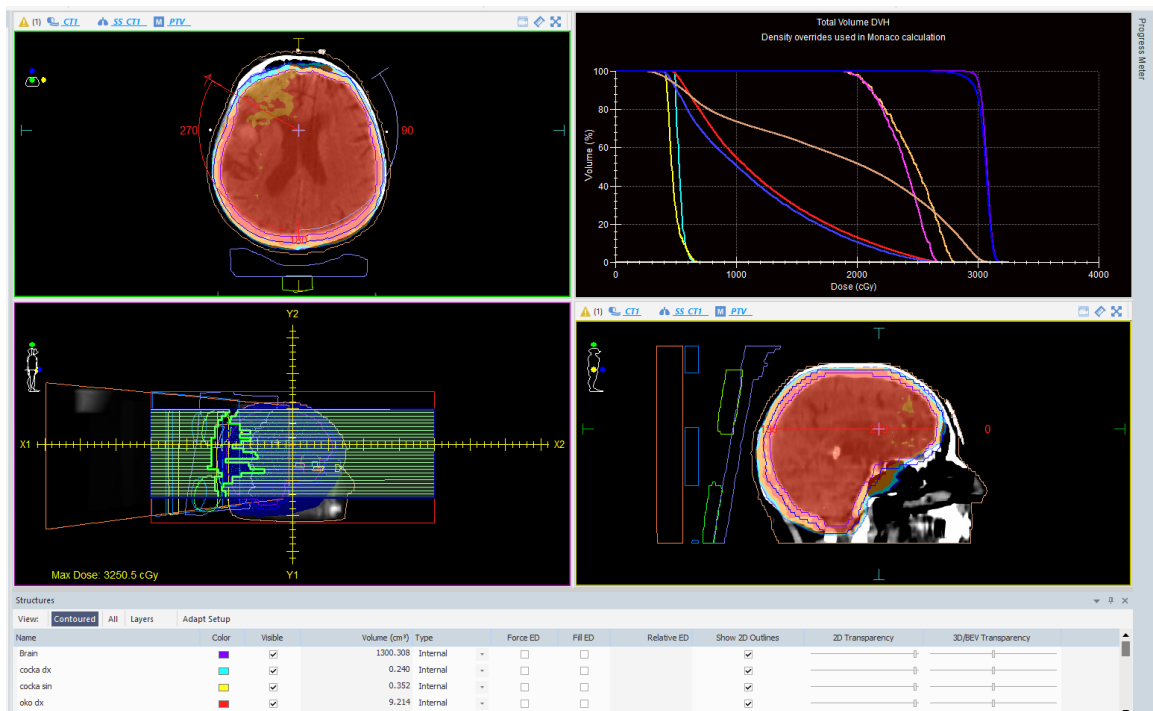 (1) CT1 SS CT1 M PTV
270
90
180
Total Volume DVH
Density overrides used in Monaco calculation
100
80
60
40
20
0
Volume (%)
0 1000 2000 3000 4000
Dose (cGy)
Progress Meter
Y2
X1
X2
Y1
Max Dose: 3250.5 cGy
(1) CT1 SS CT1 M PTV
0
Structures
View: Contoured All Layers Adapt Setup
Name Color Visible Volume (cm³) Type Force ED Fill ED Relative ED Show 2D Outlines 2D Transparency 3D/BEV Transparency
Brain 1300.308 Internal
cocka dx 0.240 Internal
cocka sin 0.352 Internal
oko dx 9.214 Internal